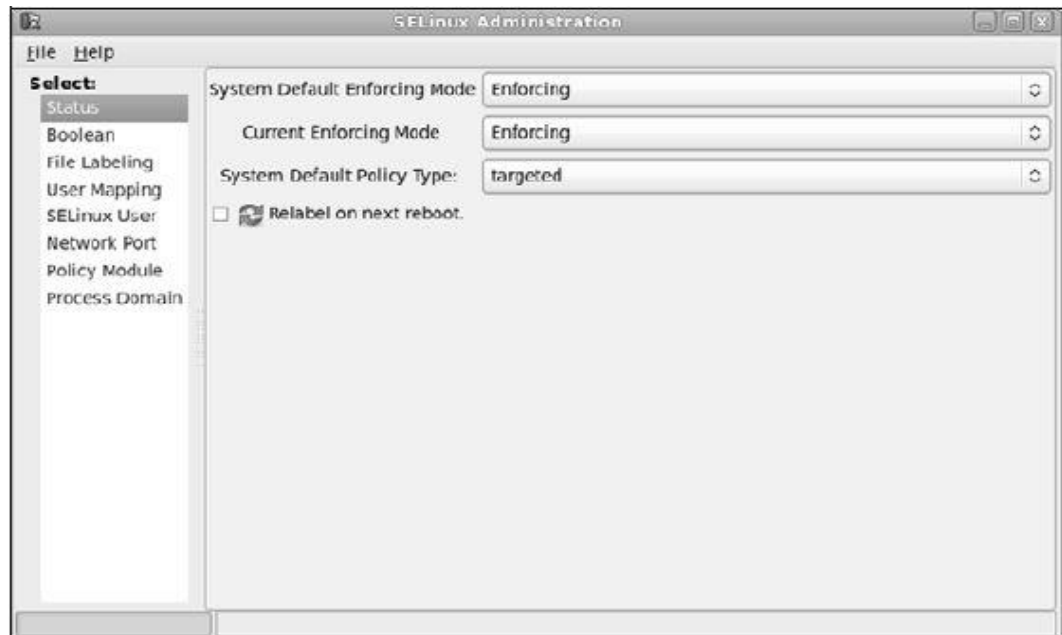 SELinux Administration
File Help
Select:
Status
Boolean
File Labeling
User Mapping
SELinux User
Network Port
Policy Module
Process Domain
System Default Enforcing Mode Enforcing
Current Enforcing Mode Enforcing
System Default Policy Type: targeted
Relabel on next reboot.